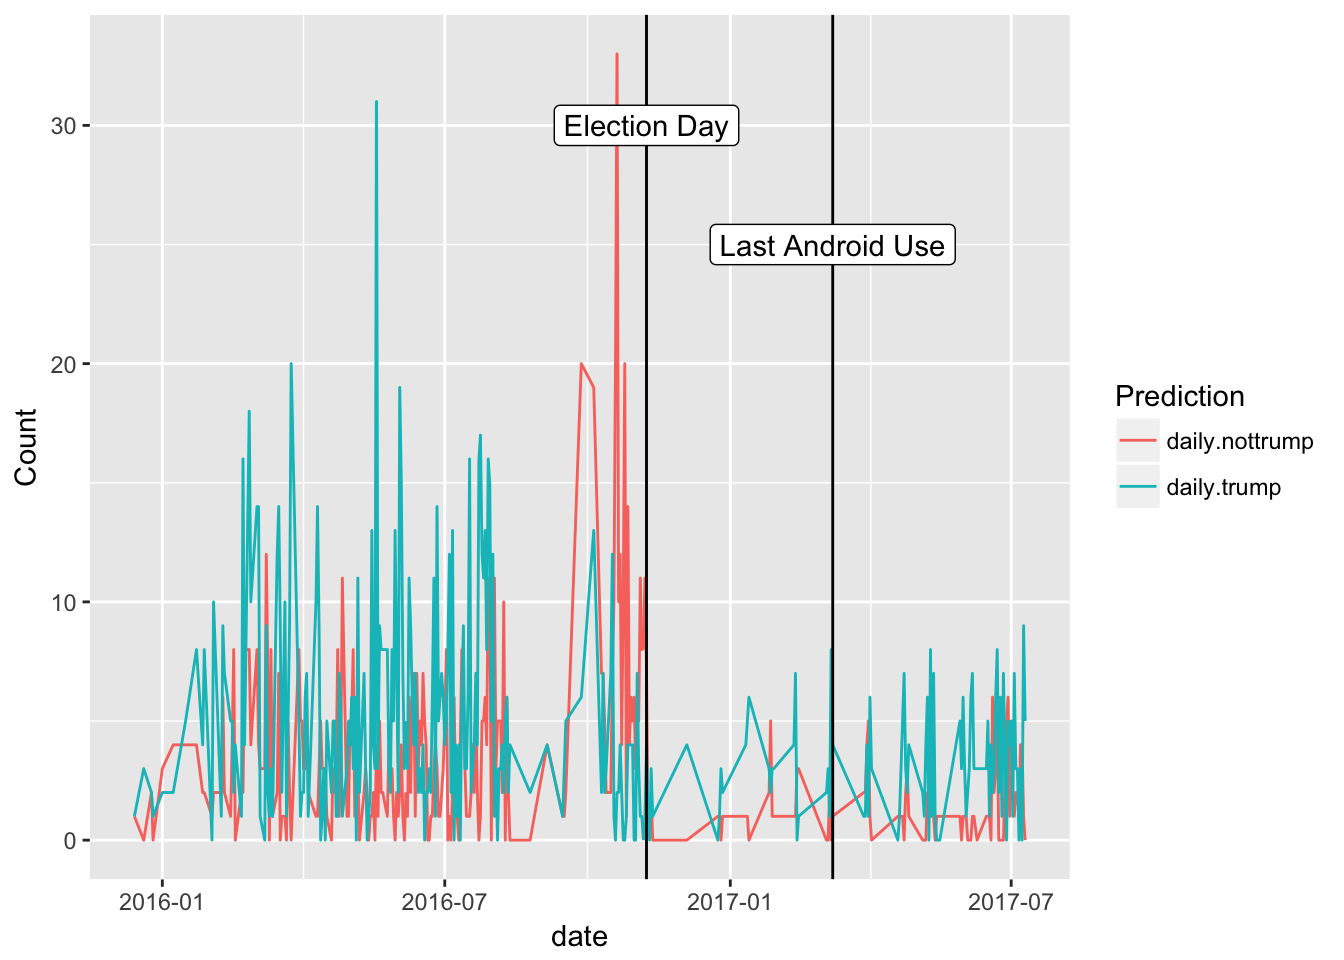 30
20
10
0
Count
Election Day
Last Android Use
2016-01
2016-07
2017-01
2017-07
date
Prediction
daily.nottrump
daily.trump